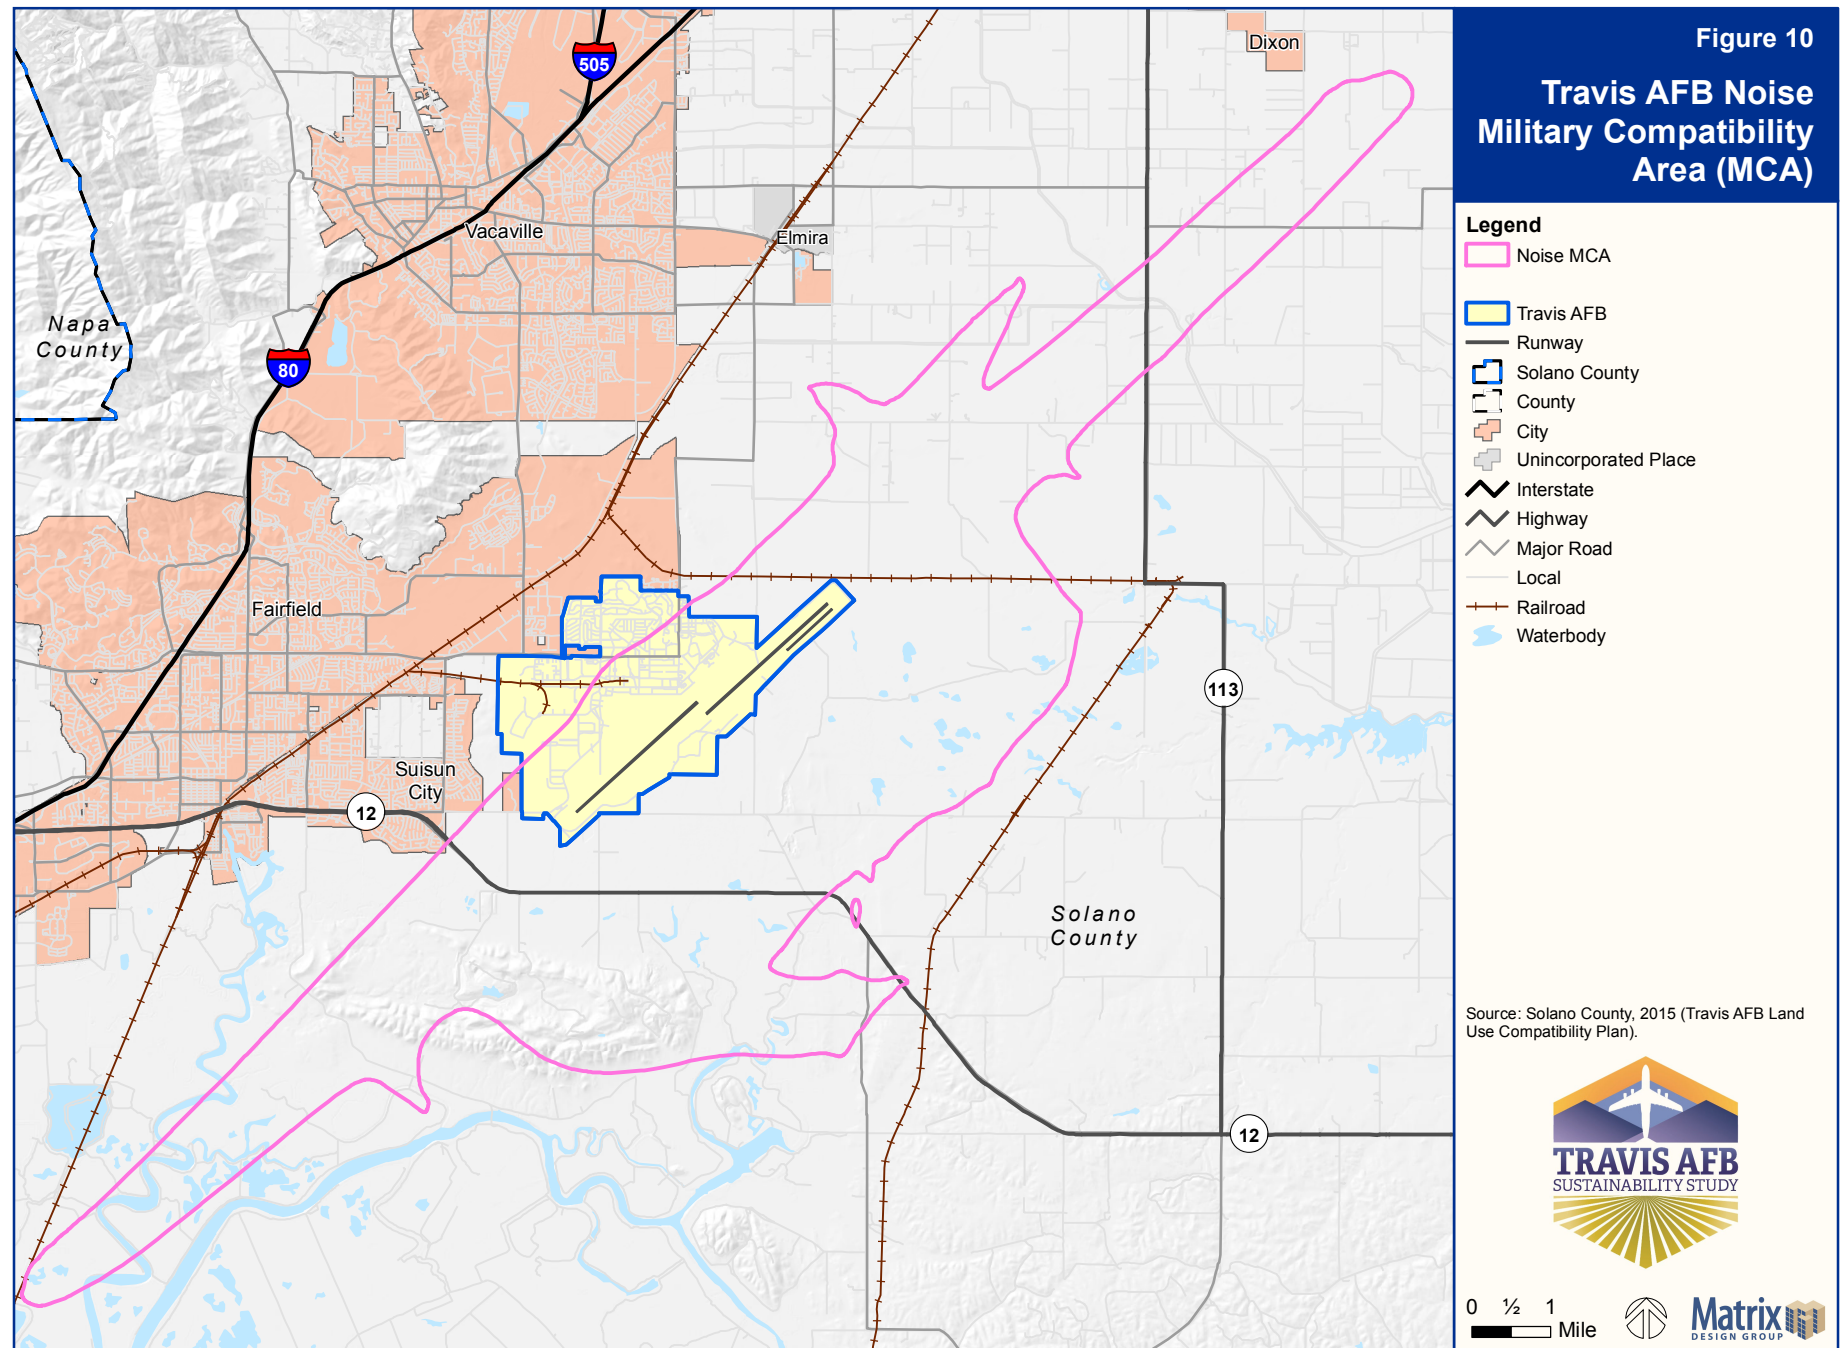 Figure 10
Travis AFB Noise
Military Compatibility
Area (MCA)
Legend
Noise MCA
Travis AFB
Runway
Solano County
County
City
Unincorporated Place
Interstate
Highway
Major Road
Local
Railroad
Waterbody
505
Dixon
Vacaville
Elmira
Napa
County
80
Fairfield
113
Suisun
City
12
Solano
County
12
Source: Solano County, 2015 (Travis AFB Land
Use Compatibility Plan).
TRAVIS AFB
SUSTAINABILITY STUDY
0 ½ 1
Mile
Matrix
DESIGN GROUP